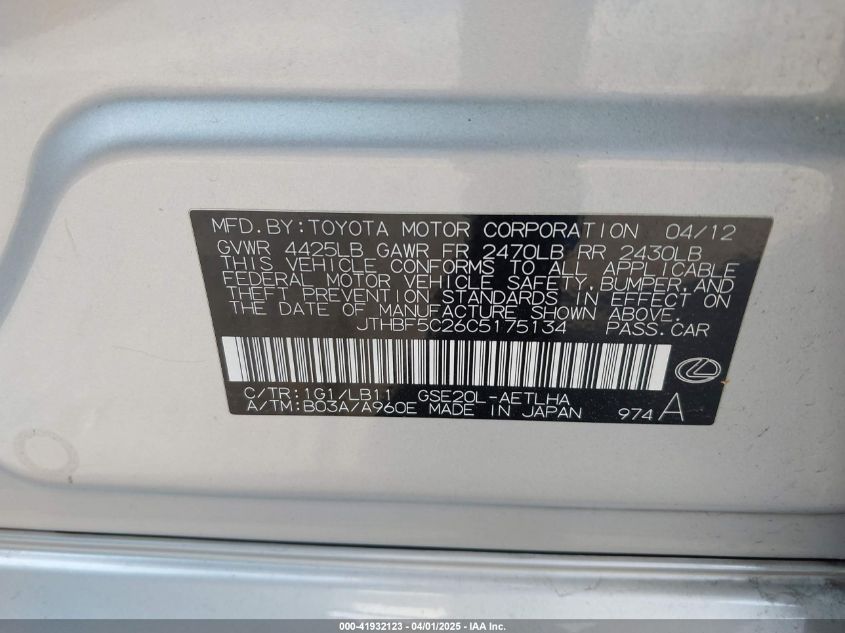 MFD.BY:TOYOTA MOTOR CORPORATION 04/12
GVWR 4425LB GAWR FR 2470LB RR 2430LB
THIS VEHICLE CONFORMS TO ALL APPLICABLE
FEDERAL MOTOR VEHICLE SAFETY,BUMPER,AND
THEFT PREVENTION STANDARDS IN EFFECT ON
THE DATE OF MANUFACTURE SHOWN ABOVE.
JTHBF5C26C5175134 PASS.CAR
C/TR:1G1/LB11 GSE20L-AETLHA
A/TM:B03A/A960E MADE IN JAPAN 974A
000-41932123 - 04/01/2025 - IAA Inc.